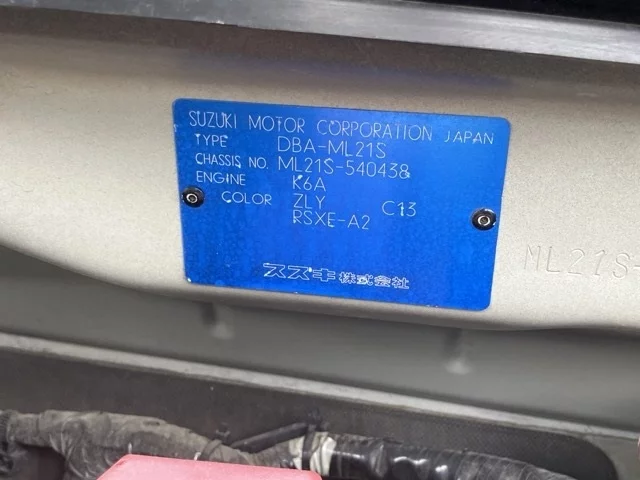 SUZUKI MOTOR CORPORATION JAPAN
TYPE DBA-ML21S
CHASSIS NO. ML21S-540438
ENGINE K6A
COLOR ZLY C13
RSXE-A2
スズキ株式会社
ML21S-